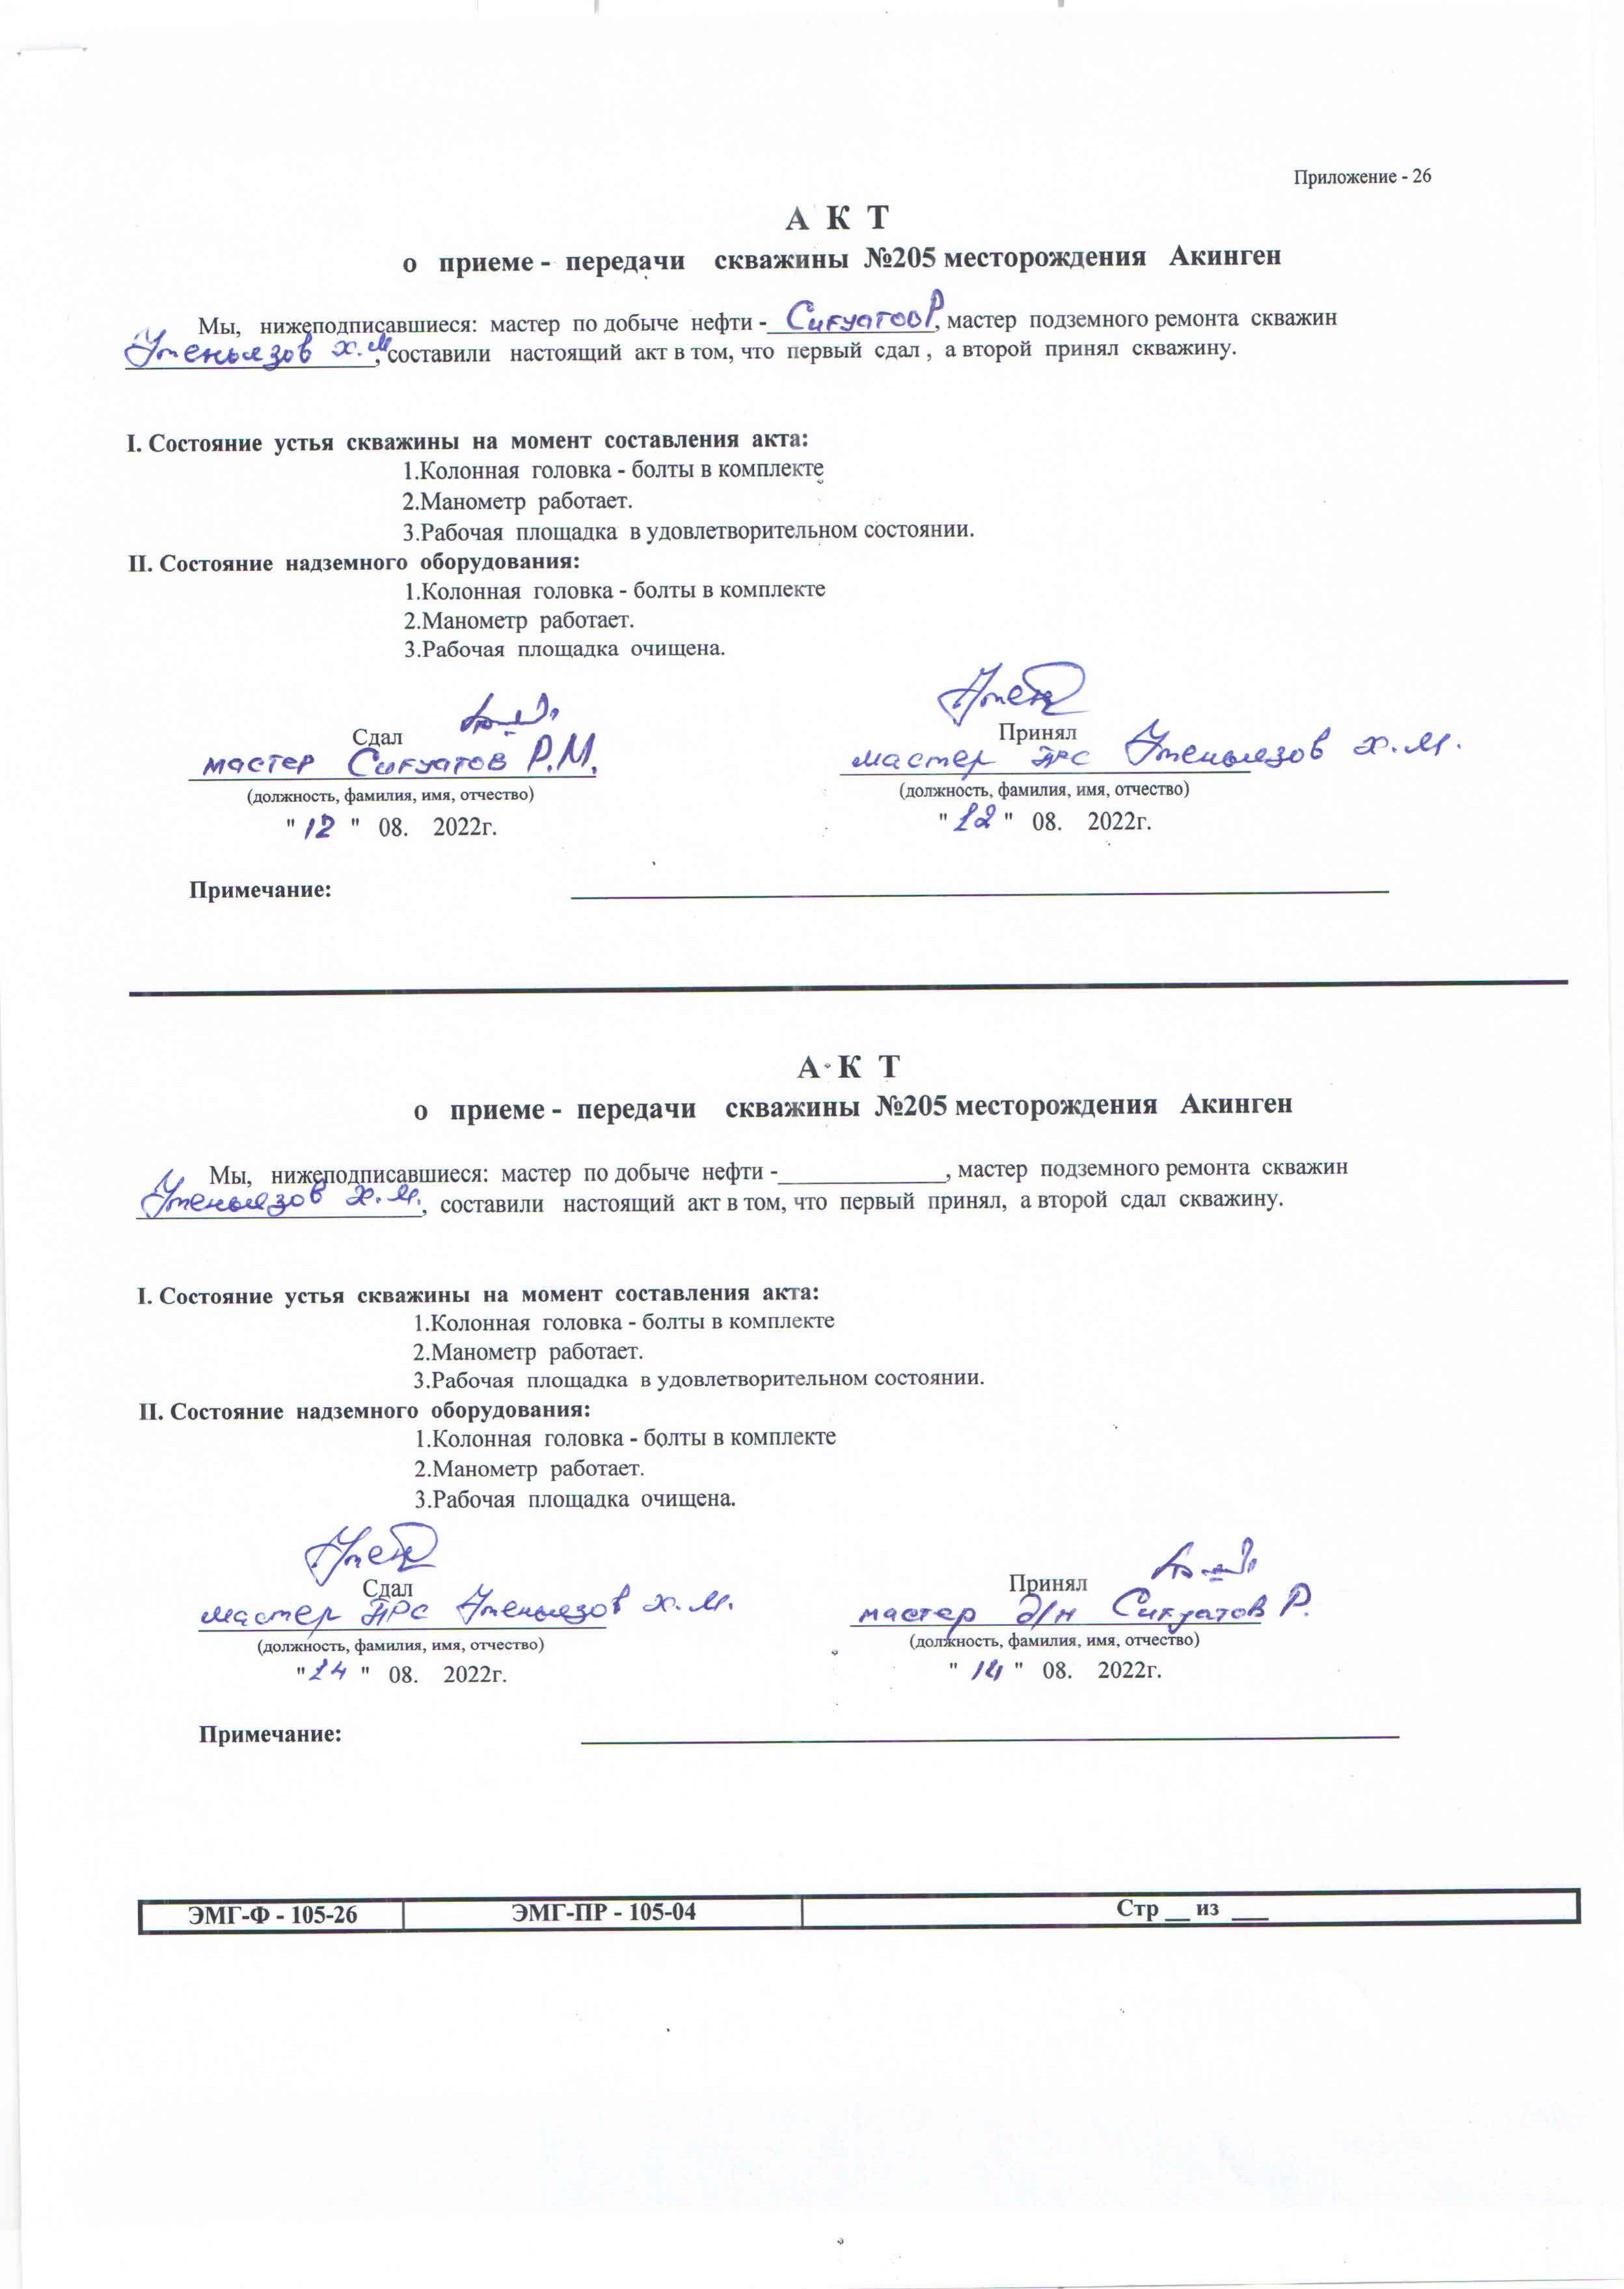 Приложение - 26
А К Т
о приеме - передачи скважины №205 месторождения Акинген
Мы, нижеподписавшиеся: мастер по добыче нефти - Сигуатов Р, мастер подземного ремонта скважин
Утениязов Х.М, составили настоящий акт в том, что первый сдал , а второй принял скважину.
I. Состояние устья скважины на момент составления акта:
1.Колонная головка - болты в комплекте
2.Манометр работает.
3.Рабочая площадка в удовлетворительном состоянии.
II. Состояние надземного оборудования:
1.Колонная головка - болты в комплекте
2.Манометр работает.
3.Рабочая площадка очищена.
Сдал Принял
мастер Сигуатов Р.М. мастер ПРС Утениязов Х.М.
(должность, фамилия, имя, отчество) (должность, фамилия, имя, отчество)
" 12 " 08. 2022г. " 12 " 08. 2022г.
Примечание:
А К Т
о приеме - передачи скважины №205 месторождения Акинген
Мы, нижеподписавшиеся: мастер по добыче нефти -______________, мастер подземного ремонта скважин
Утениязов Х.М., составили настоящий акт в том, что первый принял, а второй сдал скважину.
I. Состояние устья скважины на момент составления акта:
1.Колонная головка - болты в комплекте
2.Манометр работает.
3.Рабочая площадка в удовлетворительном состоянии.
II. Состояние надземного оборудования:
1.Колонная головка - болты в комплекте
2.Манометр работает.
3.Рабочая площадка очищена.
Сдал Принял
мастер ПРС Утениязов Х.М. мастер д/н Сигуатов Р.
(должность, фамилия, имя, отчество) (должность, фамилия, имя, отчество)
" 14 " 08. 2022г. " 14 " 08. 2022г.
Примечание:
ЭМГ-Ф - 105-26 ЭМГ-ПР - 105-04 Стр __ из ___